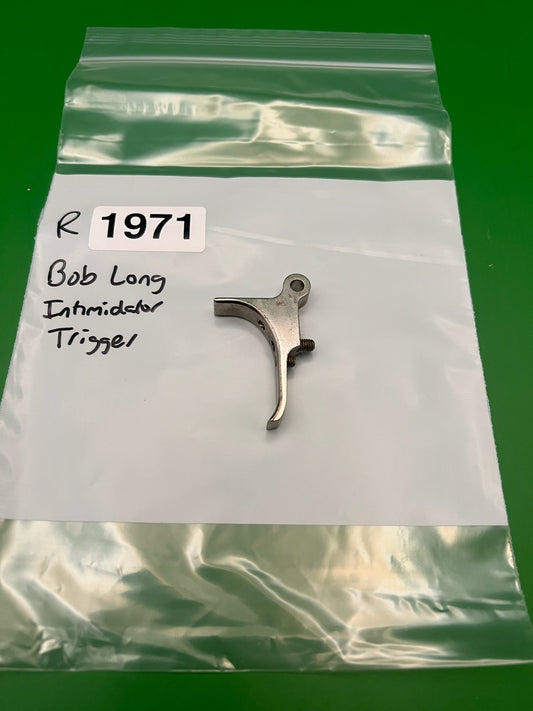 R 1971
Bob Long
Intimidator
Trigger